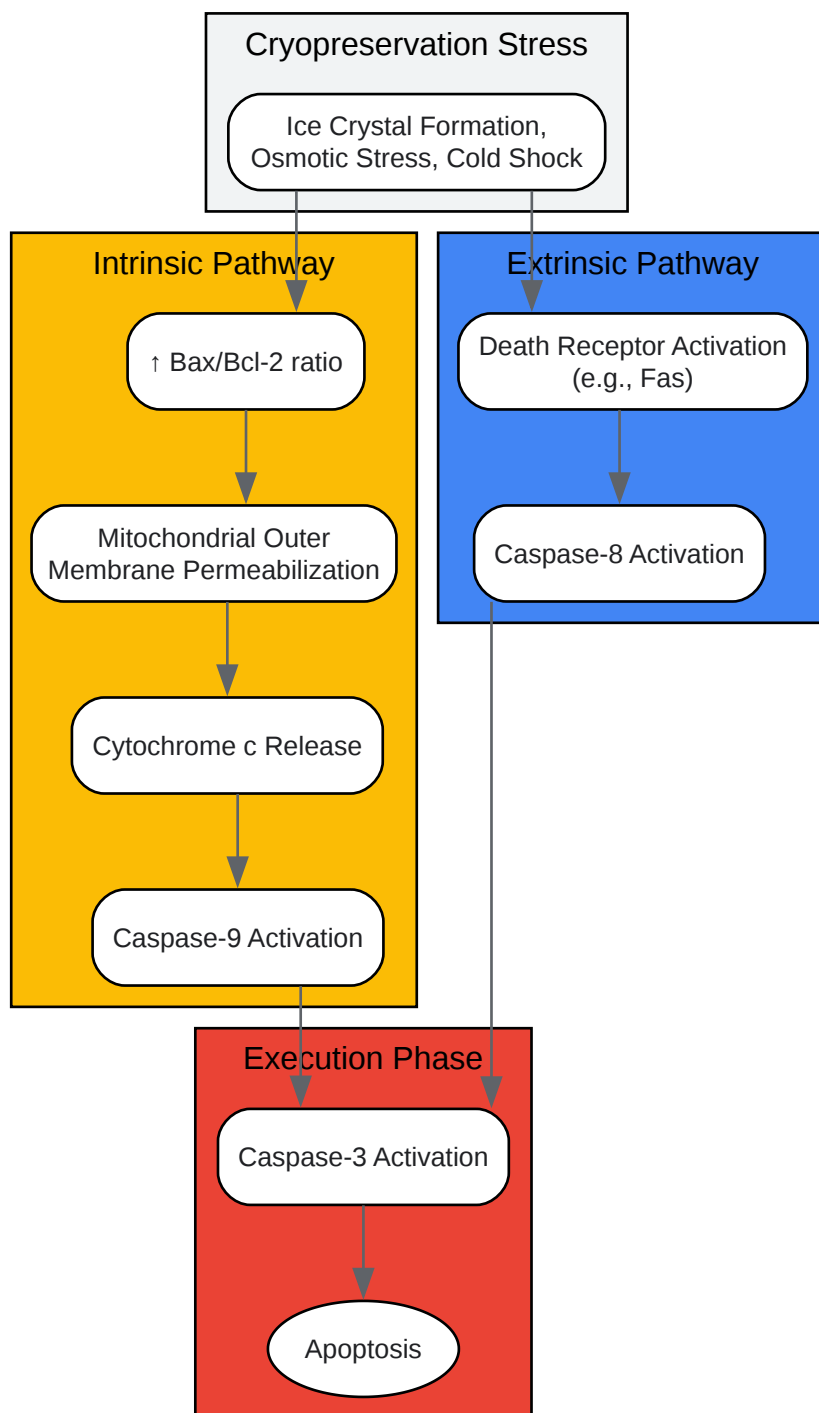 Cryopreservation Stress
Ice Crystal Formation,
Osmotic Stress, Cold Shock
Intrinsic Pathway
↑ Bax/Bcl-2 ratio
Mitochondrial Outer
Membrane Permeabilization
Cytochrome c Release
Caspase-9 Activation
Extrinsic Pathway
Death Receptor Activation
(e.g., Fas)
Caspase-8 Activation
Execution Phase
Caspase-3 Activation
Apoptosis